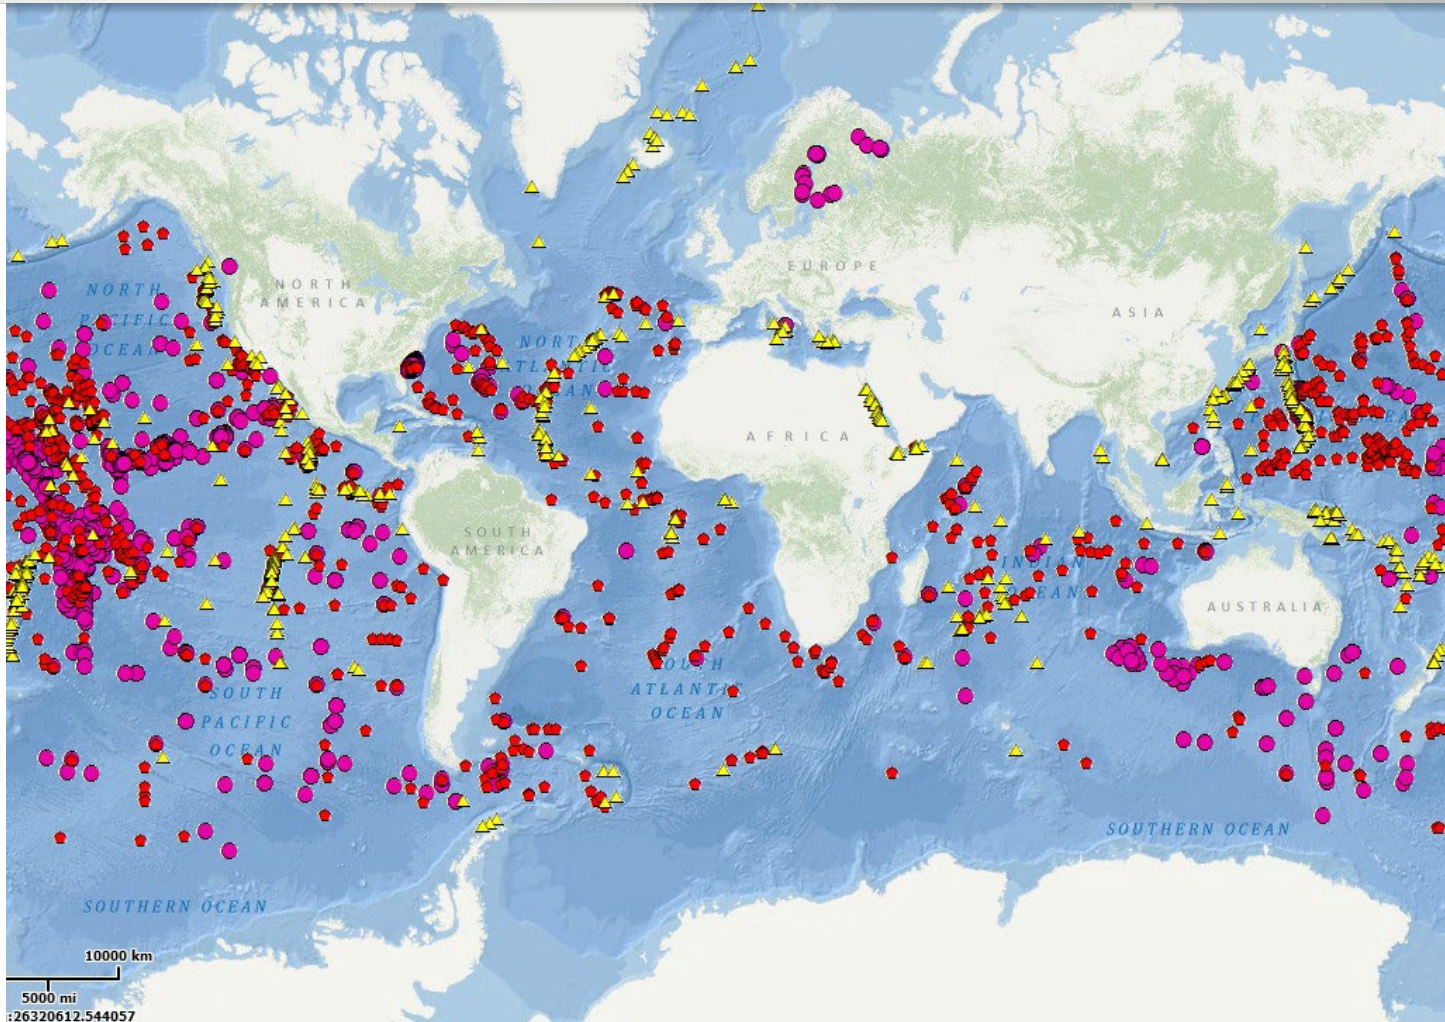 NORTH
AMERICA
NORTH
PACIFIC
OCEAN
EUROPE
ASIA
NORTH
ATLANTIC
OCEAN
AFRICA
SOUTH
AMERICA
INDIAN
OCEAN
AUSTRALIA
SOUTH
ATLANTIC
OCEAN
SOUTH
PACIFIC
OCEAN
SOUTHERN OCEAN
SOUTHERN OCEAN
10000 km
5000 mi
:26320612.544057